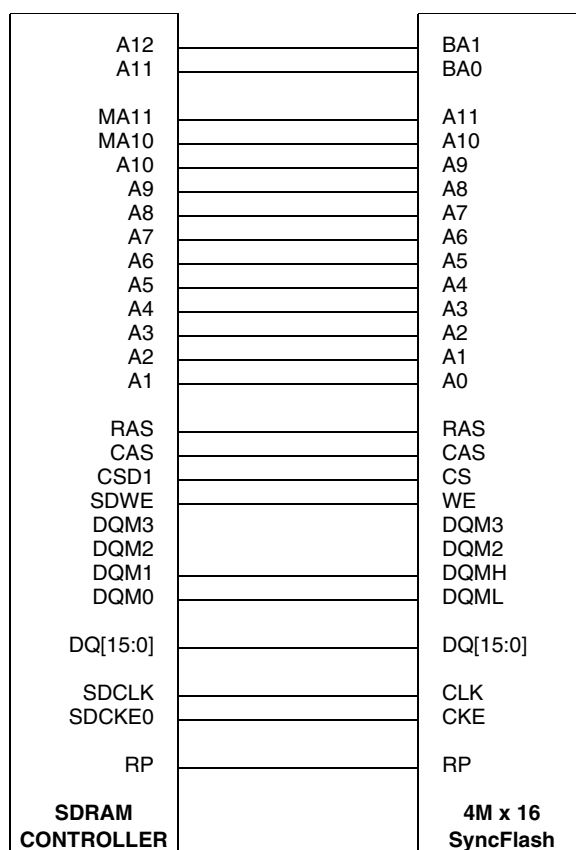 A12 BA1
A11 BA0
MA11 A11
MA10 A10
A10 A9
A9 A8
A8 A7
A7 A6
A6 A5
A5 A4
A4 A3
A3 A2
A2 A1
A1 A0
RAS RAS
CAS CAS
CSD1 CS
SDWE WE
DQM3 DQM3
DQM2 DQM2
DQM1 DQMH
DQM0 DQML
DQ[15:0] DQ[15:0]
SDCLK CLK
SDCKE0 CKE
RP RP
SDRAM 4M x 16
CONTROLLER SyncFlash